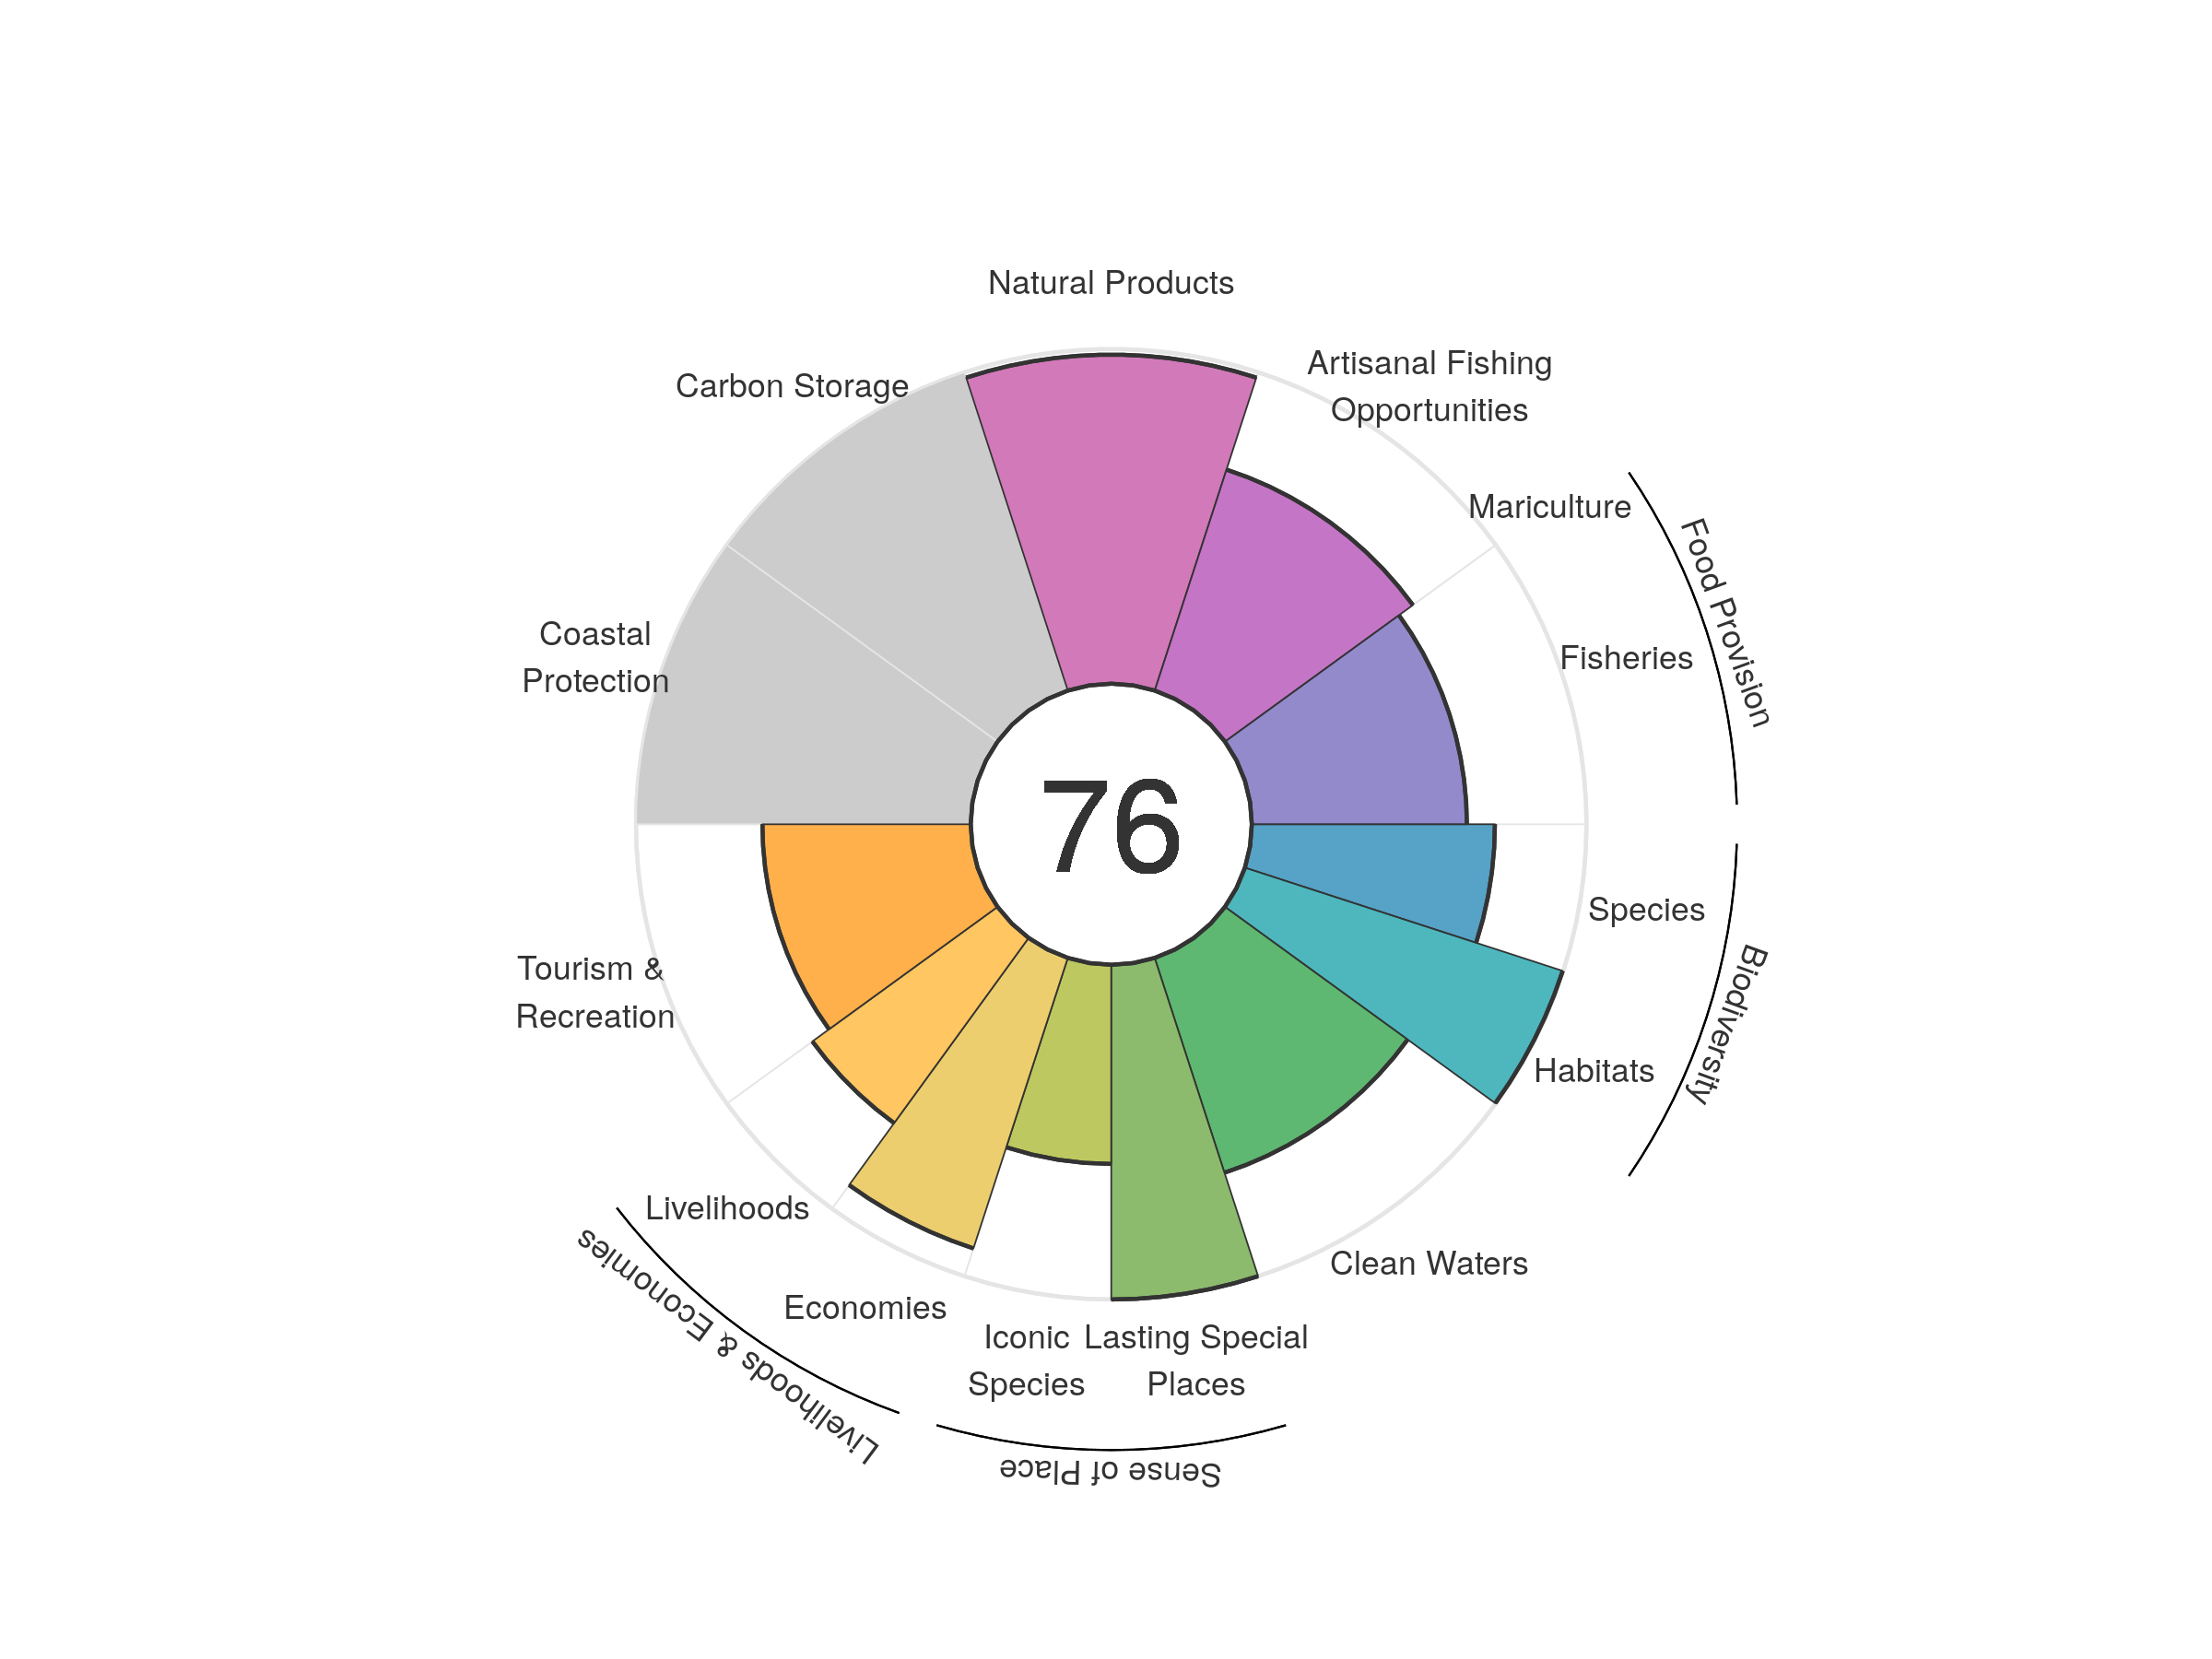 Natural Products
Artisanal Fishing
Opportunities
Carbon Storage
Mariculture
Food Provision
Coastal
Protection
Fisheries
76
Species
Biodiversity
Tourism &
Recreation
Habitats
Livelihoods
Clean Waters
Economies
Iconic
Species
Lasting Special
Places
Livelihoods & Economies
Sense of Place